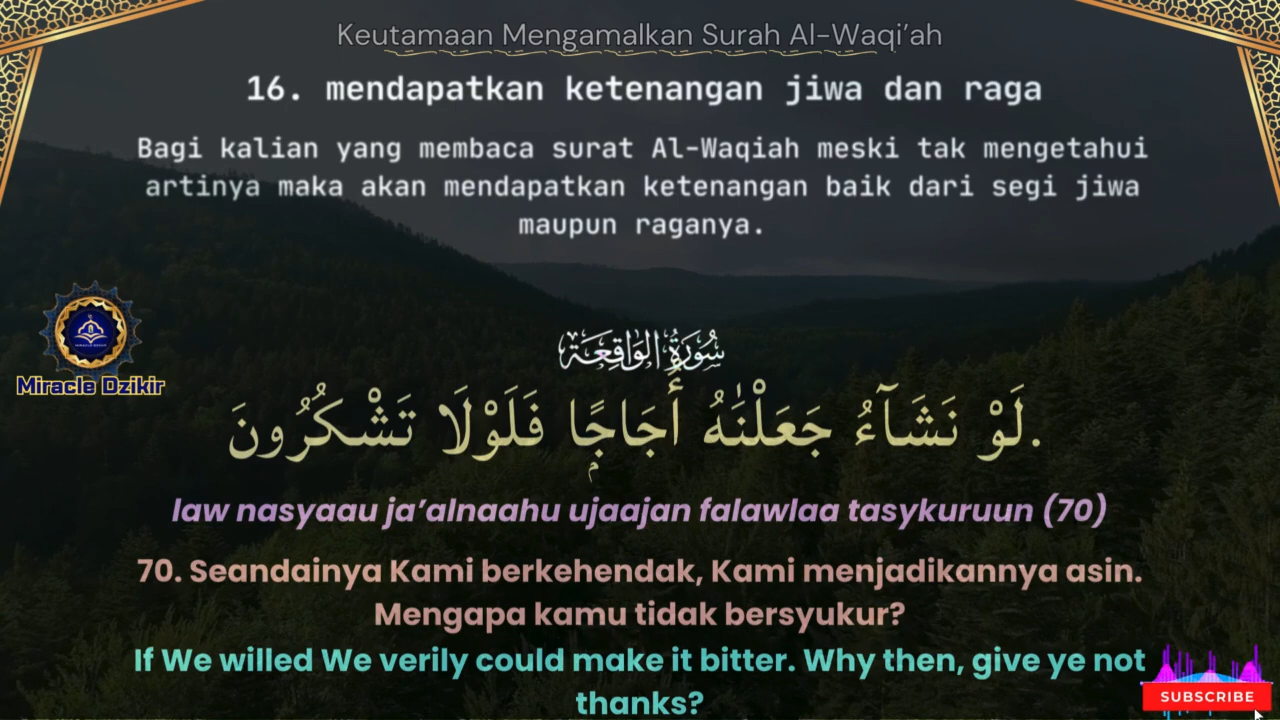 Keutamaan Mengamalkan Surah Al-Waqi'ah
16. mendapatkan ketenangan jiwa dan raga
Bagi kalian yang membaca surat Al-Waqiah meski tak mengetahui
artinya maka akan mendapatkan ketenangan baik dari segi jiwa
maupun raganya.
سُورَةُ الوَاقِعَة
Miracle Dzikir
لَوْ نَشَآءُ جَعَلْنَٰهُ أُجَاجًۭا فَلَوْلَا تَشْكُرُونَ.
law nasyaau ja'alnaahu ujaajan falawlaa tasykuruun (70)
70. Seandainya Kami berkehendak, Kami menjadikannya asin.
Mengapa kamu tidak bersyukur?
If We willed We verily could make it bitter. Why then, give ye not
thanks?
SUBSCRIBE